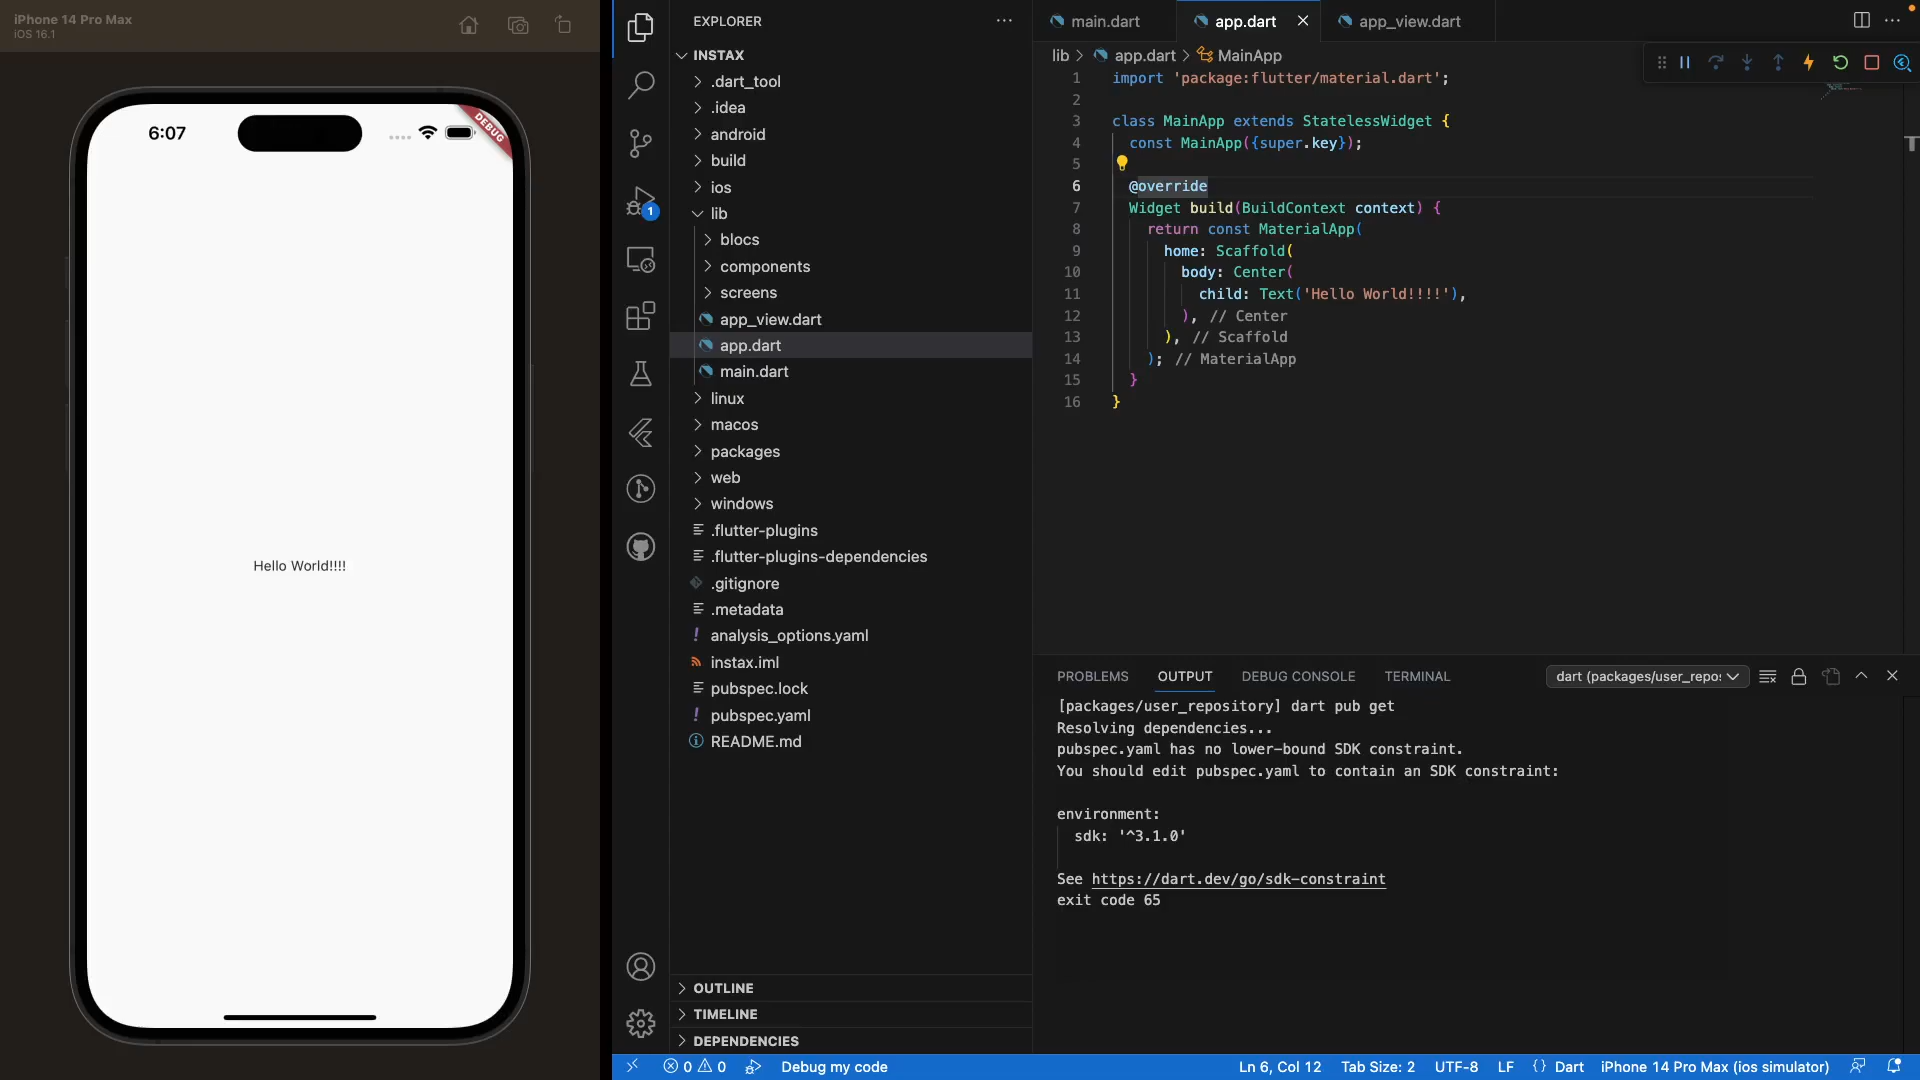 iPhone 14 Pro Max
iOS 16.1
6:07
DEBUG
Hello World!!!!
EXPLORER
INSTAX
.dart_tool
.idea
android
build
ios
lib
blocs
components
screens
app_view.dart
app.dart
main.dart
linux
macos
packages
web
windows
.flutter-plugins
.flutter-plugins-dependencies
.gitignore
.metadata
analysis_options.yaml
instax.iml
pubspec.lock
pubspec.yaml
README.md
OUTLINE
TIMELINE
DEPENDENCIES
1
main.dart app.dart app_view.dart
lib > app.dart > MainApp
1 import 'package:flutter/material.dart';
2
3 class MainApp extends StatelessWidget {
4 const MainApp({super.key});
5
6 @override
7 Widget build(BuildContext context) {
8 return const MaterialApp(
9 home: Scaffold(
10 body: Center(
11 child: Text('Hello World!!!!'),
12 ), // Center
13 ), // Scaffold
14 ); // MaterialApp
15 }
16 }
PROBLEMS OUTPUT DEBUG CONSOLE TERMINAL dart (packages/user_repos
[packages/user_repository] dart pub get
Resolving dependencies...
pubspec.yaml has no lower-bound SDK constraint.
You should edit pubspec.yaml to contain an SDK constraint:
environment:
sdk: '^3.1.0'
See https://dart.dev/go/sdk-constraint
exit code 65
0 0 Debug my code Ln 6, Col 12 Tab Size: 2 UTF-8 LF {} Dart iPhone 14 Pro Max (ios simulator)